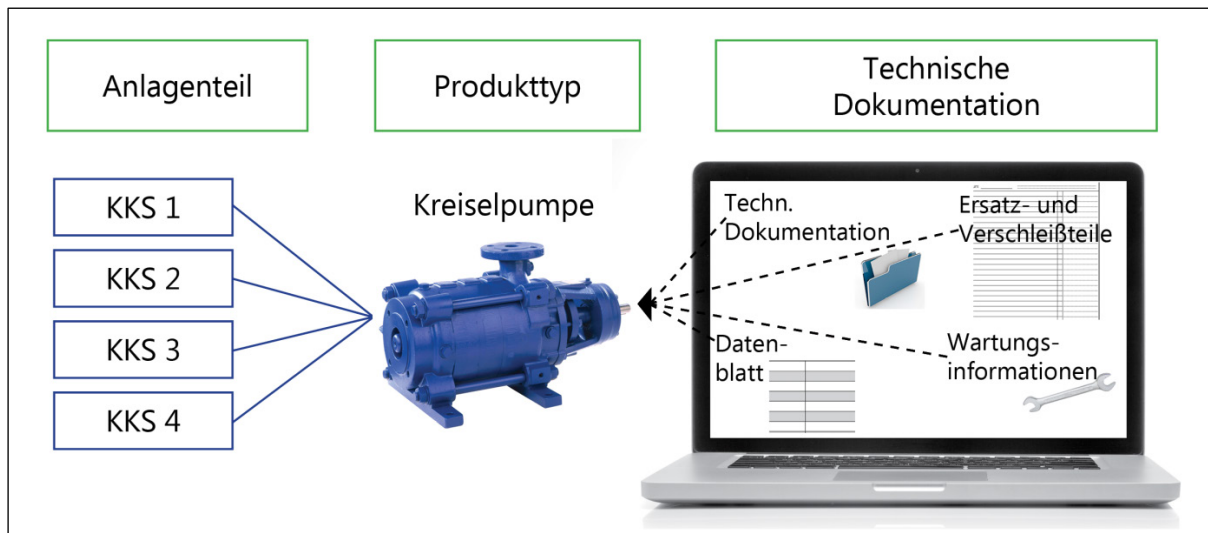 Anlagenteil
Produkttyp
Technische
Dokumentation
KKS 1
KKS 2
KKS 3
KKS 4
Kreiselpumpe
Techn.
Dokumentation
Ersatz- und
Verschleißteile
Daten-
blatt
Wartungs-
informationen